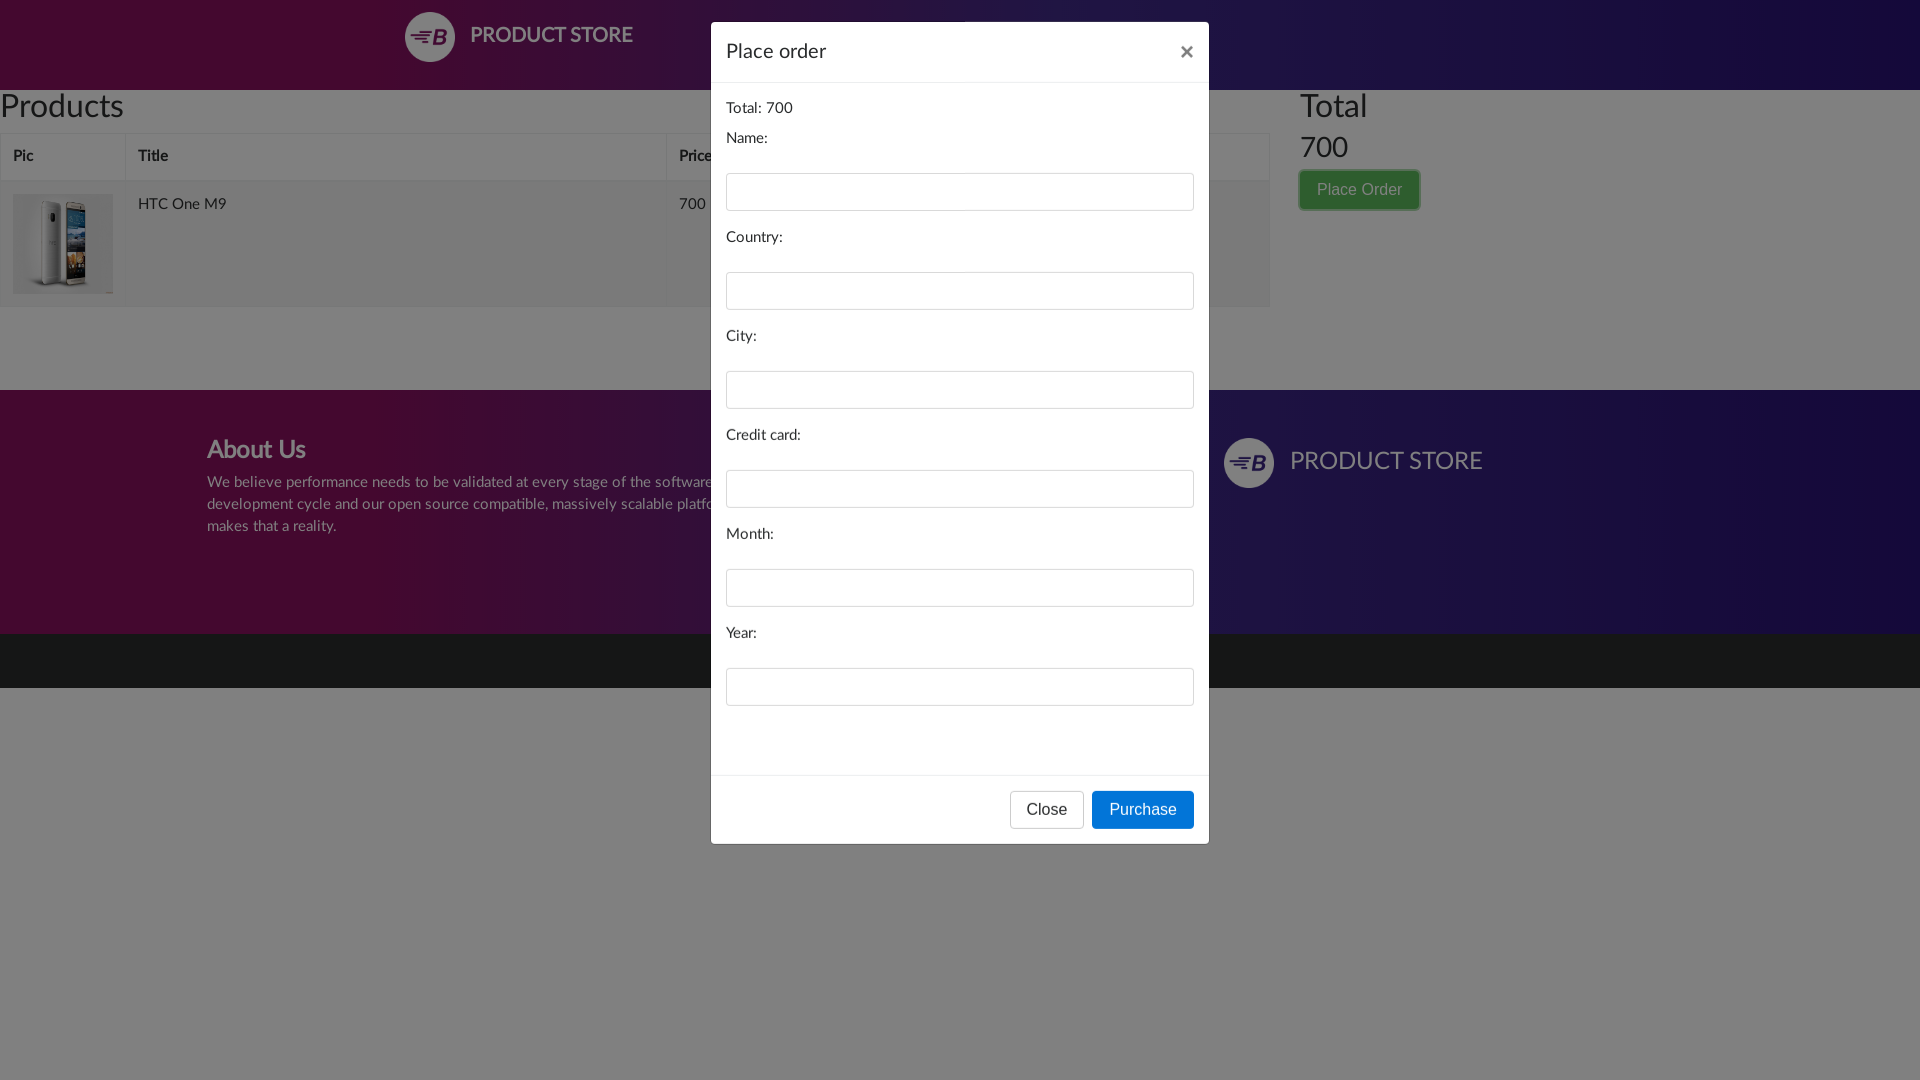 PRODUCT STORE
Place order
×
Products
Total
Total: 700
Name:
700
Pic
Title
Price
Place Order
HTC One M9
700
Country:
City:
Credit card:
About Us
We believe performance needs to be validated at every stage of the software
development cycle and our open source compatible, massively scalable
makes that a reality.
B PRODUCT STORE
Month:
Year:
Close
Purchase